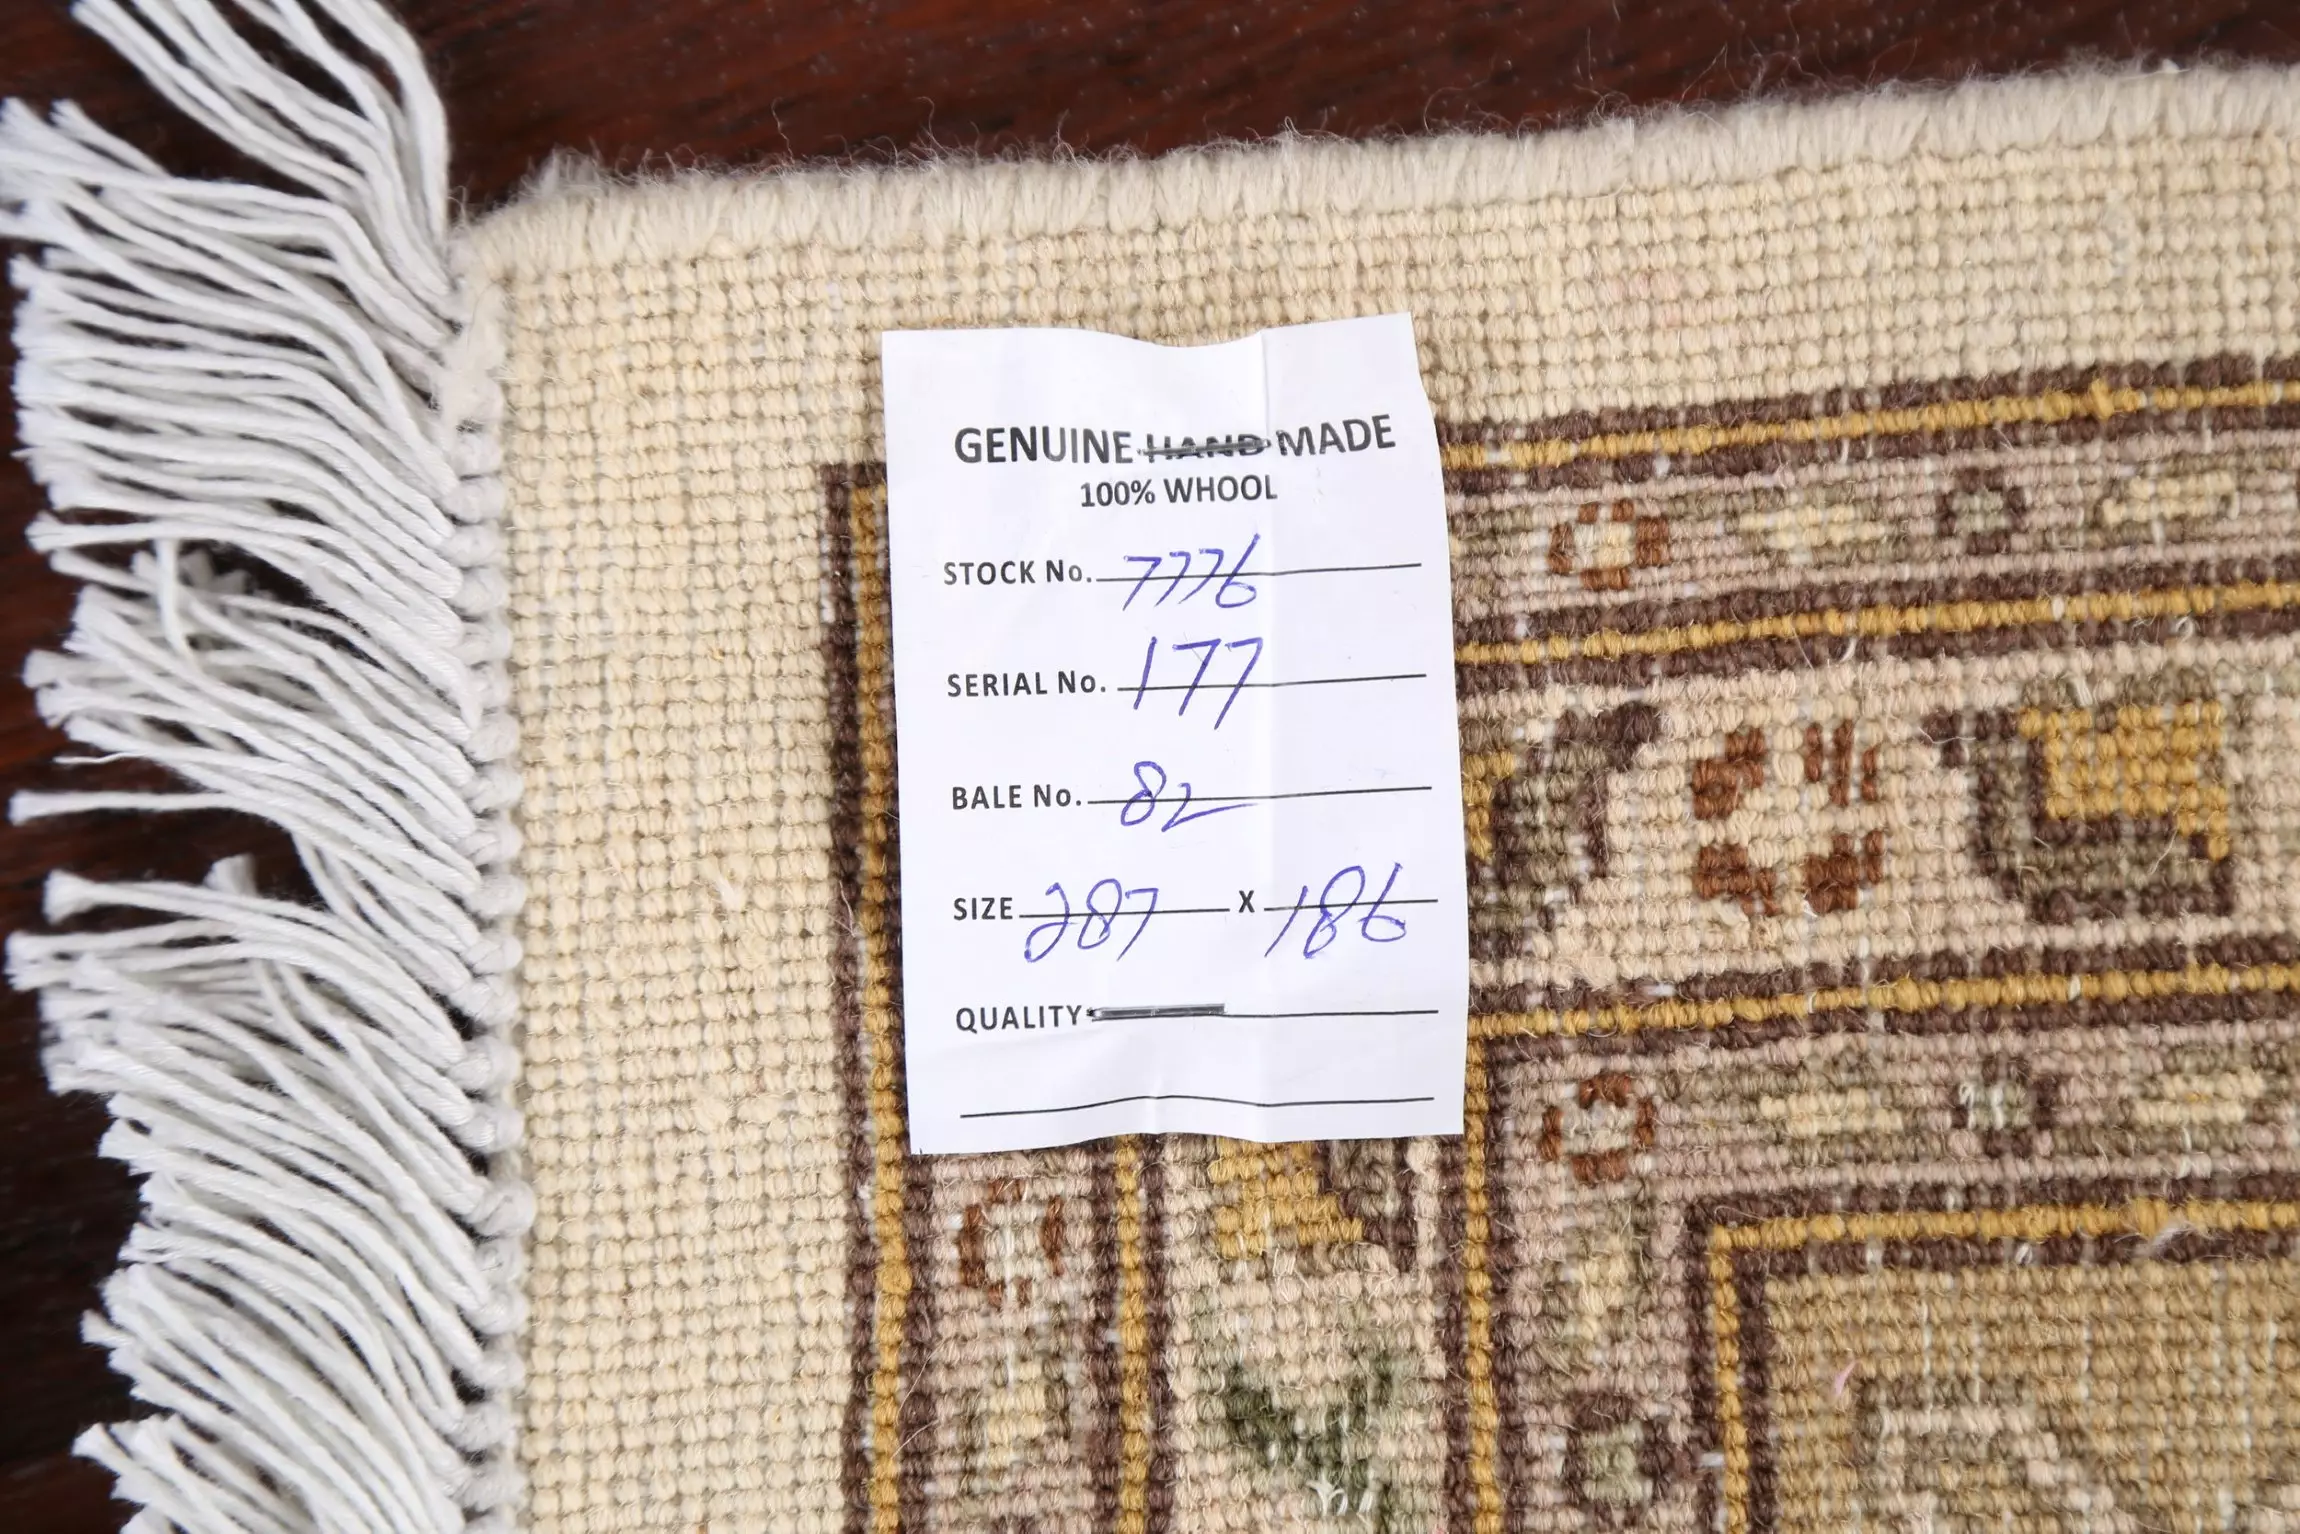 GENUINE HAND MADE
100% WHOOL
STOCK No. 7776
SERIAL No. 177
BALE No. 82
SIZE 287 X 186
QUALITY